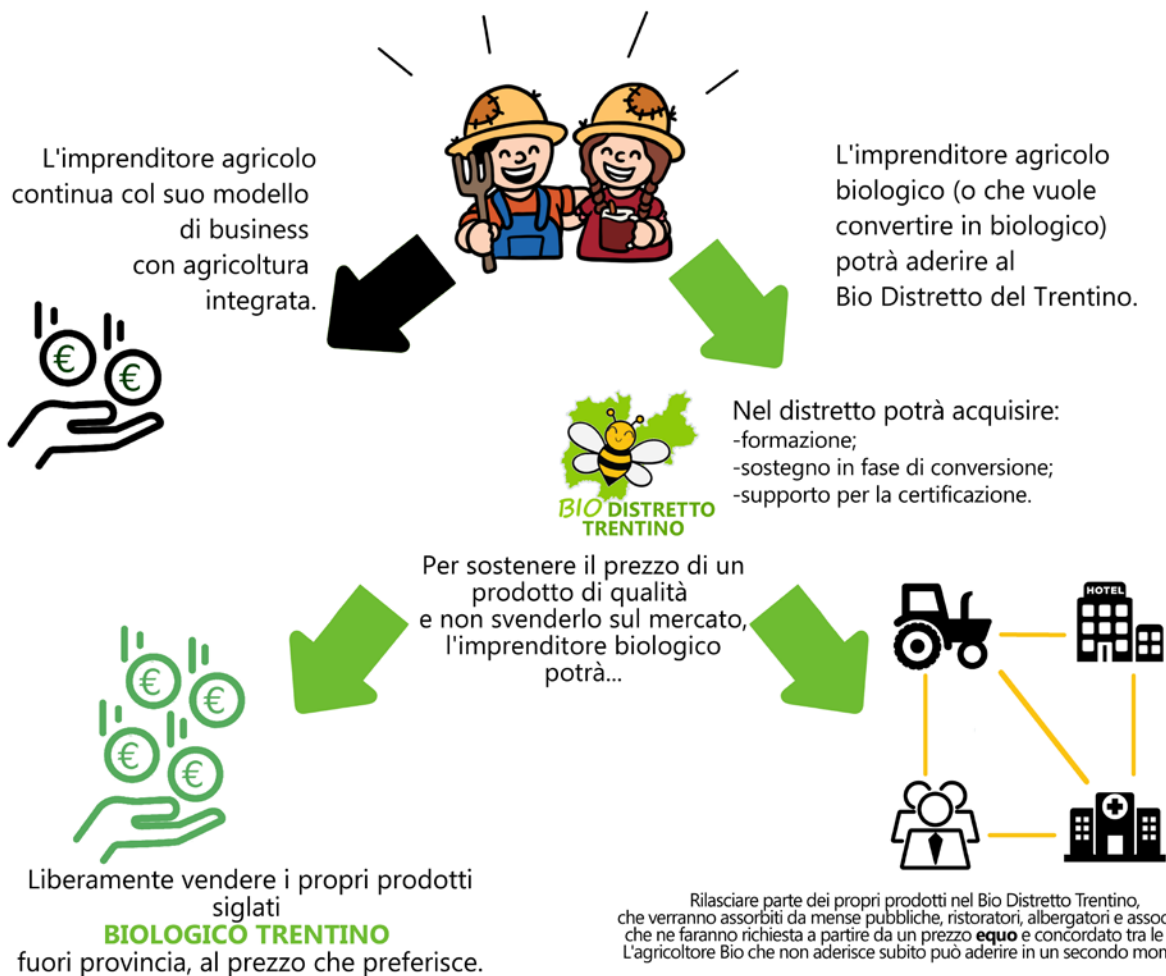 L'imprenditore agricolo
continua col suo modello
di business
con agricoltura
integrata.
L'imprenditore agricolo
biologico (o che vuole
convertire in biologico)
potrà aderire al
Bio Distretto del Trentino.
€
€
BIO DISTRETTO
TRENTINO
Nel distretto potrà acquisire:
-formazione;
-sostegno in fase di conversione;
-supporto per la certificazione.
Per sostenere il prezzo di un
prodotto di qualità
e non svenderlo sul mercato,
l'imprenditore biologico
potrà...
HOTEL
€
€
€
€
Liberamente vendere i propri prodotti
siglati
BIOLOGICO TRENTINO
fuori provincia, al prezzo che preferisce.
Rilasciare parte dei propri prodotti nel Bio Distretto Trentino,
che verranno assorbiti da mense pubbliche, ristoratori, albergatori e
che ne faranno richiesta a partire da un prezzo equo e concordato tra le
L'agricoltore Bio che non aderisce subito può aderire in un secondo